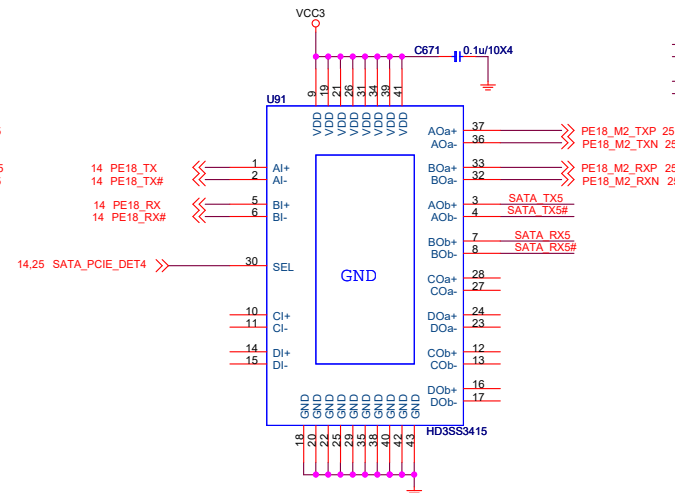 VCC3
C671 0.1u/10X4
9 19 21 26 31 34 39 41
U91
VDD VDD VDD VDD VDD VDD VDD VDD
14 PE18_TX 1 AI+
14 PE18_TX# 2 AI-
14 PE18_RX 5 BI+
14 PE18_RX# 6 BI-
14,25 SATA_PCIE_DET4 30 SEL
10 CI+
11 CI-
14 DI+
15 DI-
GND
AOa+ 37 PE18_M2_TXP 25
AOa- 36 PE18_M2_TXN 25
BOa+ 33 PE18_M2_RXP 25
BOa- 32 PE18_M2_RXN
AOb+ 3 SATA_TX5
AOb- 4 SATA_TX5#
BOb+ 7 SATA_RX5
BOb- 8 SATA_RX5#
COa+ 28
COa- 27
DOa+ 24
DOa- 23
COb+ 12
COb- 13
DOb+ 16
DOb- 17
GND GND GND GND GND GND GND GND GND GND
HD3SS3415
18 20 22 25 29 35 38 40 42 43